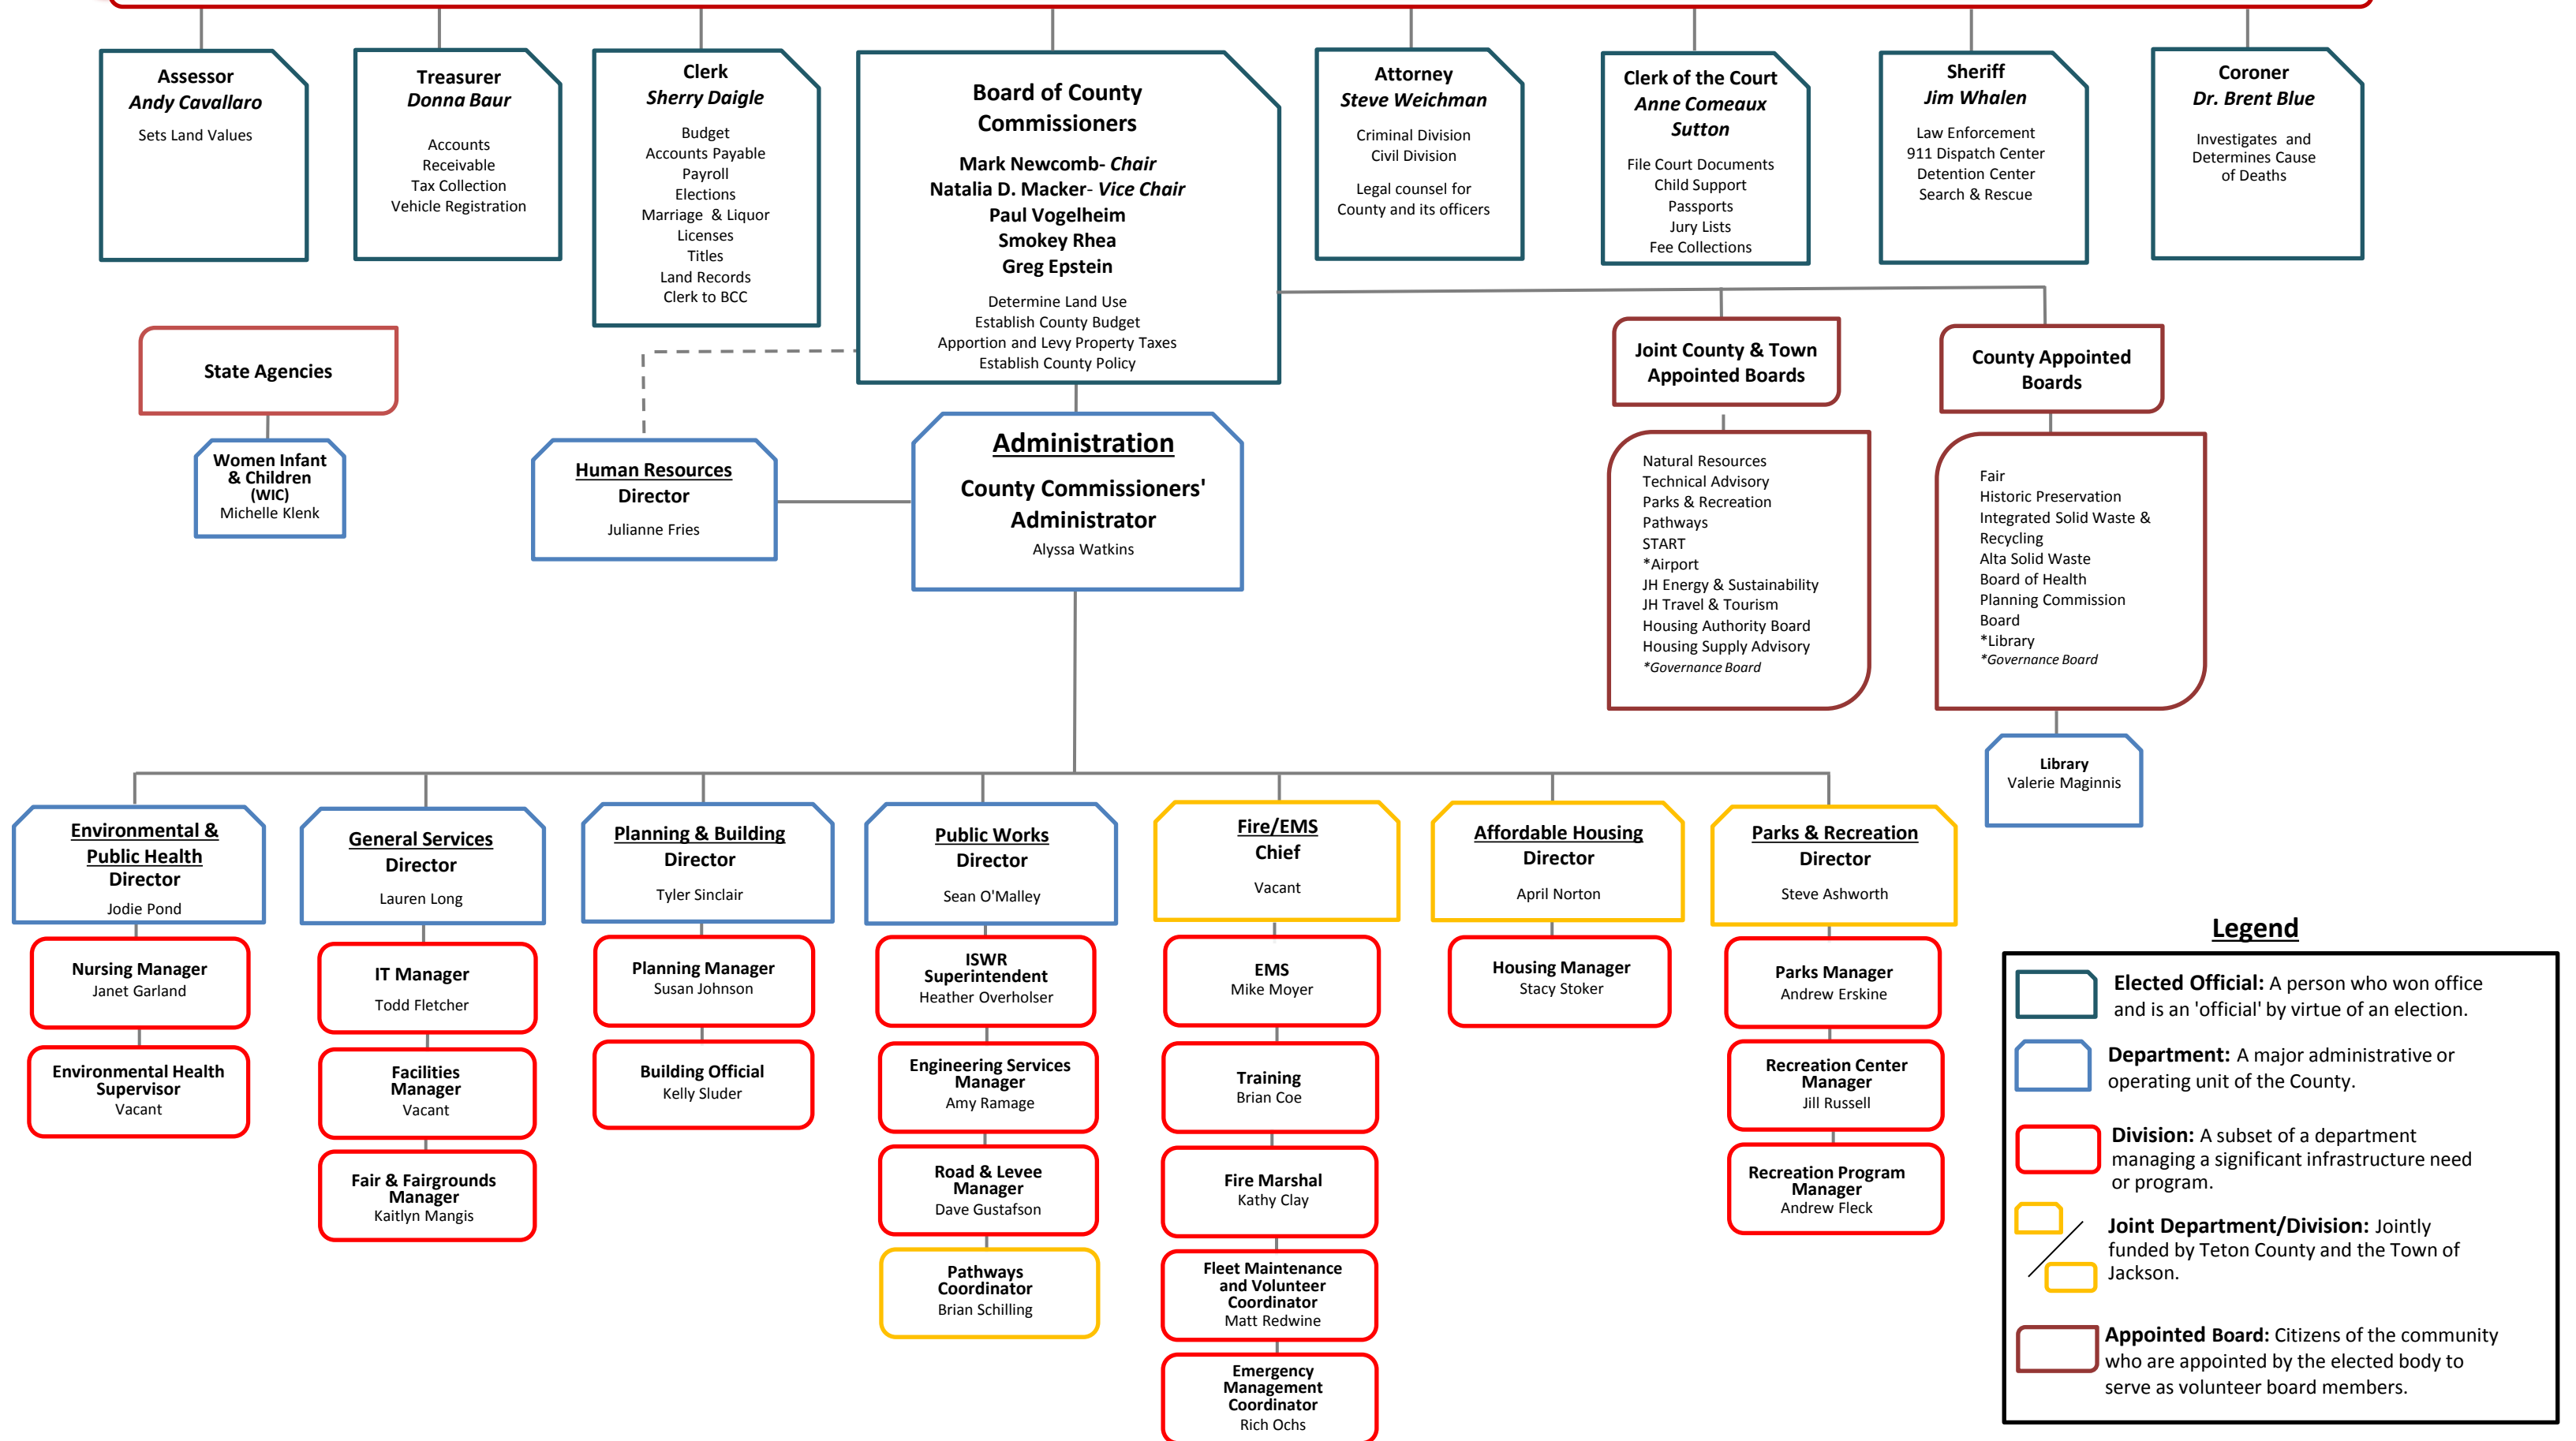 Assessor
Andy Cavallaro
Sets Land Values
Treasurer
Donna Baur
Accounts
Receivable
Tax Collection
Vehicle Registration
Clerk
Sherry Daigle
Budget
Accounts Payable
Payroll
Elections
Marriage & Liquor
Licenses
Titles
Land Records
Clerk to BCC
Board of County
Commissioners
Mark Newcomb- Chair
Natalia D. Macker- Vice Chair
Paul Vogelheim
Smokey Rhea
Greg Epstein
Determine Land Use
Establish County Budget
Apportion and Levy Property Taxes
Establish County Policy
Attorney
Steve Weichman
Criminal Division
Civil Division
Legal counsel for
County and its officers
Clerk of the Court
Anne Comeaux
Sutton
File Court Documents
Child Support
Passports
Jury Lists
Fee Collections
Sheriff
Jim Whalen
Law Enforcement
911 Dispatch Center
Detention Center
Search & Rescue
Coroner
Dr. Brent Blue
Investigates and
Determines Cause
of Deaths
State Agencies
Women Infant
& Children
(WIC)
Michelle Klenk
Human Resources
Director
Julianne Fries
Administration
County Commissioners'
Administrator
Alyssa Watkins
Joint County & Town
Appointed Boards
Natural Resources
Technical Advisory
Parks & Recreation
Pathways
START
*Airport
JH Energy & Sustainability
JH Travel & Tourism
Housing Authority Board
Housing Supply Advisory
*Governance Board
County Appointed
Boards
Fair
Historic Preservation
Integrated Solid Waste &
Recycling
Alta Solid Waste
Board of Health
Planning Commission
Board
*Library
*Governance Board
Library
Valerie Maginnis
Environmental &
Public Health
Director
Jodie Pond
Nursing Manager
Janet Garland
Environmental Health
Supervisor
Vacant
General Services
Director
Lauren Long
IT Manager
Todd Fletcher
Facilities
Manager
Vacant
Fair & Fairgrounds
Manager
Kaitlyn Mangis
Planning & Building
Director
Tyler Sinclair
Planning Manager
Susan Johnson
Building Official
Kelly Sluder
Public Works
Director
Sean O'Malley
ISWR
Superintendent
Heather Overholser
Engineering Services
Manager
Amy Ramage
Road & Levee
Manager
Dave Gustafson
Pathways
Coordinator
Brian Schilling
Fire/EMS
Chief
Vacant
EMS
Mike Moyer
Training
Brian Coe
Fire Marshal
Kathy Clay
Fleet Maintenance
and Volunteer
Coordinator
Matt Redwine
Emergency
Management
Coordinator
Rich Ochs
Affordable Housing
Director
April Norton
Housing Manager
Stacy Stoker
Parks & Recreation
Director
Steve Ashworth
Parks Manager
Andrew Erskine
Recreation Center
Manager
Jill Russell
Recreation Program
Manager
Andrew Fleck
Legend
Elected Official: A person who won office
and is an 'official' by virtue of an election.
Department: A major administrative or
operating unit of the County.
Division: A subset of a department
managing a significant infrastructure need
or program.
Joint Department/Division: Jointly
funded by Teton County and the Town of
Jackson.
Appointed Board: Citizens of the community
who are appointed by the elected body to
serve as volunteer board members.